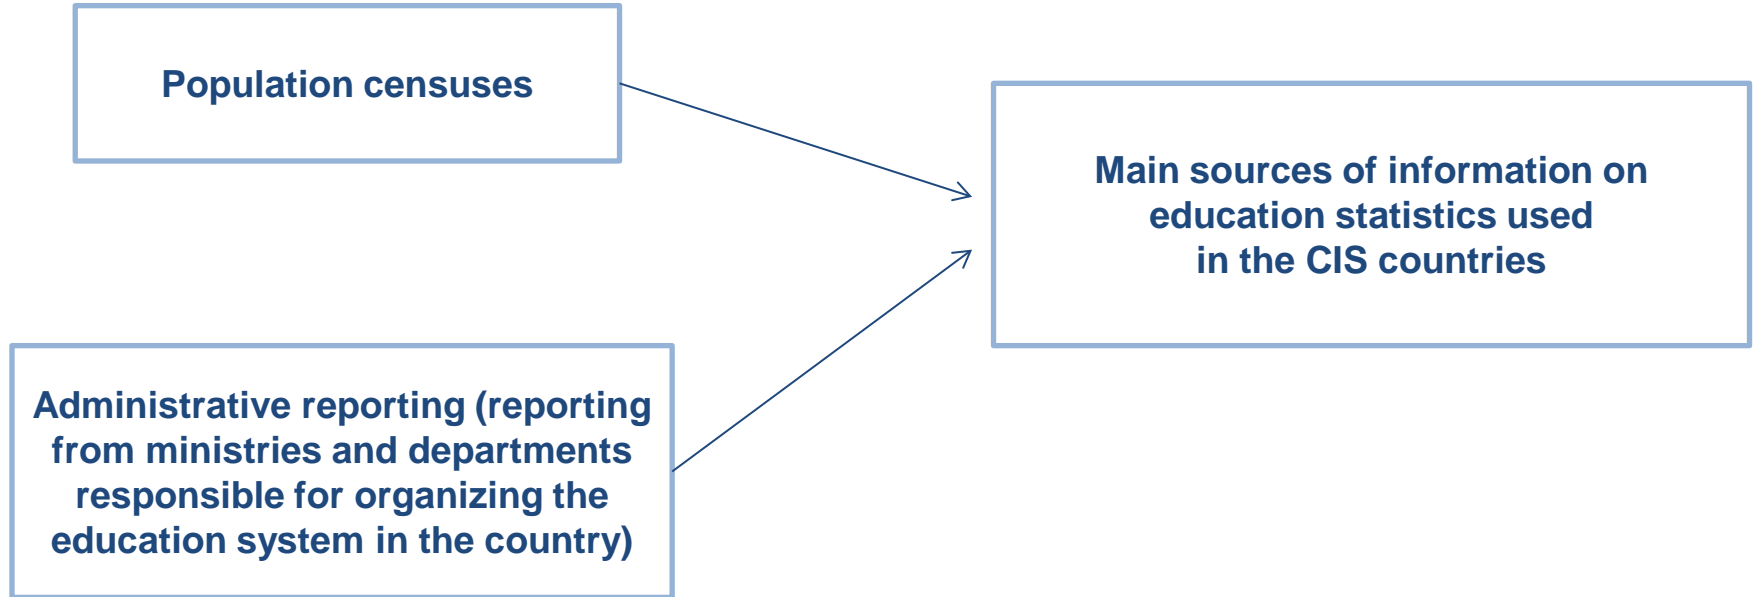 Population censuses
Main sources of information on
education statistics used
in the CIS countries
Administrative reporting (reporting
from ministries and departments
responsible for organizing the
education system in the country)